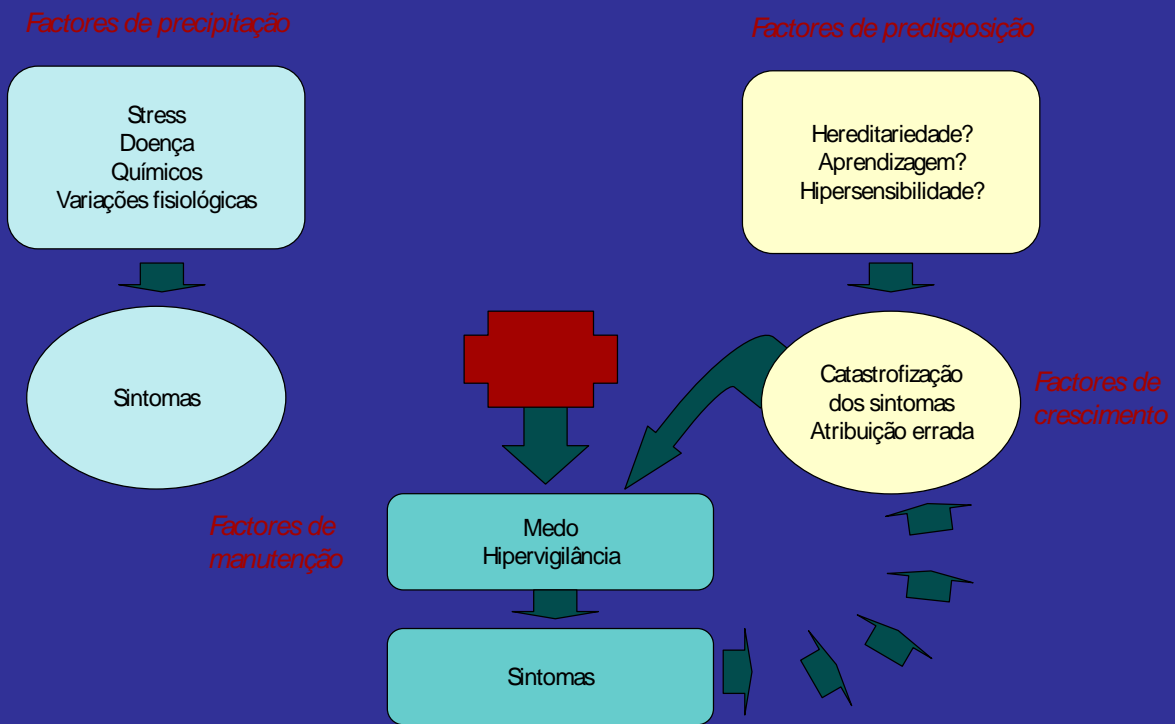 Factores de precipitação
Factores de predisposição
Stress
Doença
Químicos
Variações fisiológicas
Hereditariedade?
Aprendizagem?
Hipersensibilidade?
Sintomas
Catastrofização
dos sintomas
Atribuição errada
Factores de
crescimento
Factores de
manutenção
Medo
Hipervigilância
Sintomas